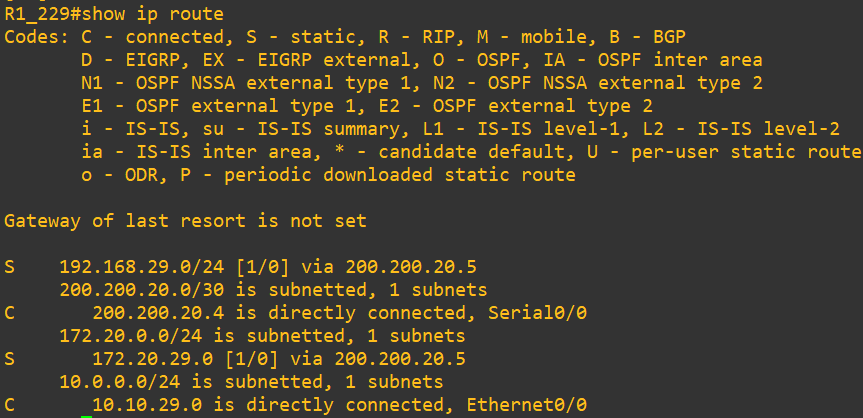 R1_229#show ip route
Codes: C - connected, S - static, R - RIP, M - mobile, B - BGP
       D - EIGRP, EX - EIGRP external, O - OSPF, IA - OSPF inter area
       N1 - OSPF NSSA external type 1, N2 - OSPF NSSA external type 2
       E1 - OSPF external type 1, E2 - OSPF external type 2
       i - IS-IS, su - IS-IS summary, L1 - IS-IS level-1, L2 - IS-IS level-2
       ia - IS-IS inter area, * - candidate default, U - per-user static route
       o - ODR, P - periodic downloaded static route

Gateway of last resort is not set

S    192.168.29.0/24 [1/0] via 200.200.20.5
     200.200.20.0/30 is subnetted, 1 subnets
C       200.200.20.4 is directly connected, Serial0/0
     172.20.0.0/24 is subnetted, 1 subnets
S       172.20.29.0 [1/0] via 200.200.20.5
     10.0.0.0/24 is subnetted, 1 subnets
C       10.10.29.0 is directly connected, Ethernet0/0